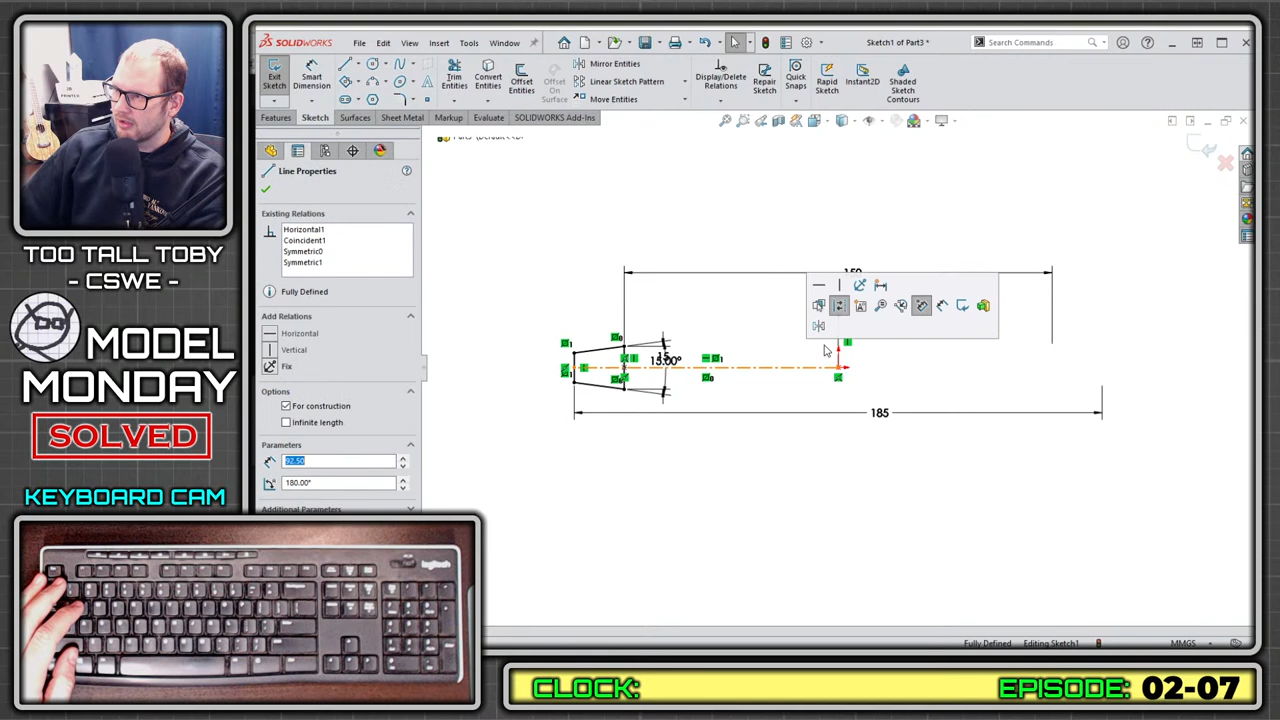 SOLIDWORKS
File Edit View Insert Tools Window
Sketch1 of Part3 *
Search Commands
Exit Sketch
Smart Dimension
Trim Entities
Convert Entities
Offset Entities
Offset On Surface
Mirror Entities
Linear Sketch Pattern
Move Entities
Display/Delete Relations
Repair Sketch
Quick Snaps
Rapid Sketch
Instant2D
Shaded Sketch Contours
Features Sketch Surfaces Sheet Metal Markup Evaluate SOLIDWORKS Add-Ins
Line Properties
Existing Relations
Horizontal1
Coincident1
Symmetric0
Symmetric1
Fully Defined
Add Relations
Horizontal
Vertical
Fix
Options
For construction
Infinite length
Parameters
92.50
180.00°
Additional Parameters
150
15
15.00°
185
Fully Defined
Editing Sketch1
MMGS
TOO TALL TOBY
- CSWE -
MODEL
MONDAY
SOLVED
KEYBOARD CAM
logitech
CLOCK:
EPISODE: 02-07